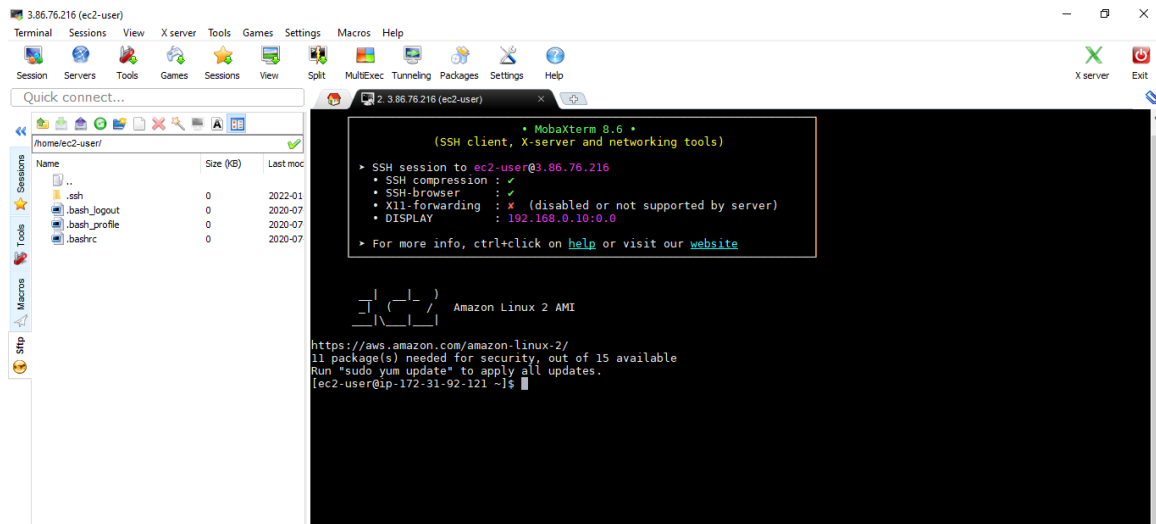 3.86.76.216 (ec2-user)
Terminal Sessions View X server Tools Games Settings Macros Help
Session Servers Tools Games Sessions View Split MultiExec Tunneling Packages Settings Help X server Exit
Quick connect...
2. 3.86.76.216 (ec2-user)
/home/ec2-user/
Name Size (KB) Last mod
..
.ssh 0 2022-01
.bash_logout 0 2020-07
.bash_profile 0 2020-07
.bashrc 0 2020-07
Sessions
Tools
Macros
Sftp
• MobaXterm 8.6 •
(SSH client, X-server and networking tools)
➤ SSH session to ec2-user@3.86.76.216
• SSH compression : ✔
• SSH-browser : ✔
• X11-forwarding : ✘ (disabled or not supported by server)
• DISPLAY : 192.168.0.10:0.0
➤ For more info, ctrl+click on help or visit our website
__| __|_ )
_| ( / Amazon Linux 2 AMI
___|\___|___|
https://aws.amazon.com/amazon-linux-2/
11 package(s) needed for security, out of 15 available
Run "sudo yum update" to apply all updates.
[ec2-user@ip-172-31-92-121 ~]$